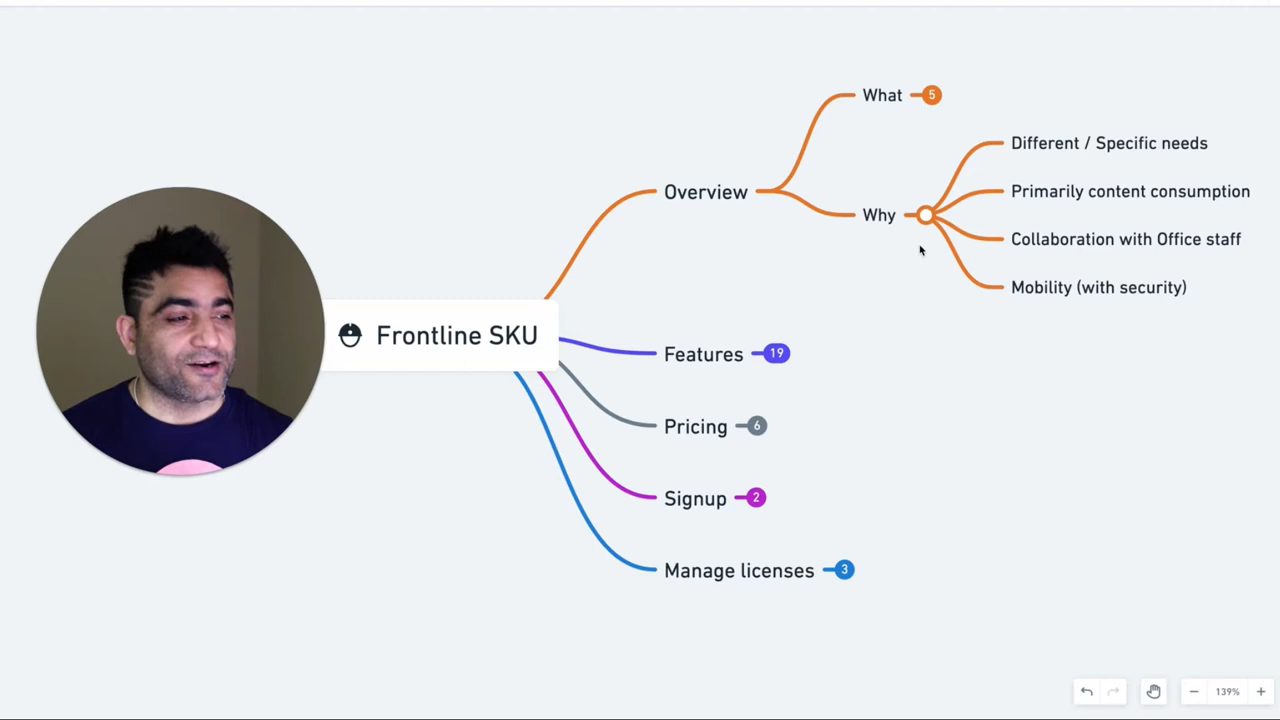 What 5
Different / Specific needs
Primarily content consumption
Overview
Why
Collaboration with Office staff
Mobility (with security)
Frontline SKU
Features 19
Pricing 6
Signup 2
Manage licenses 3
139%